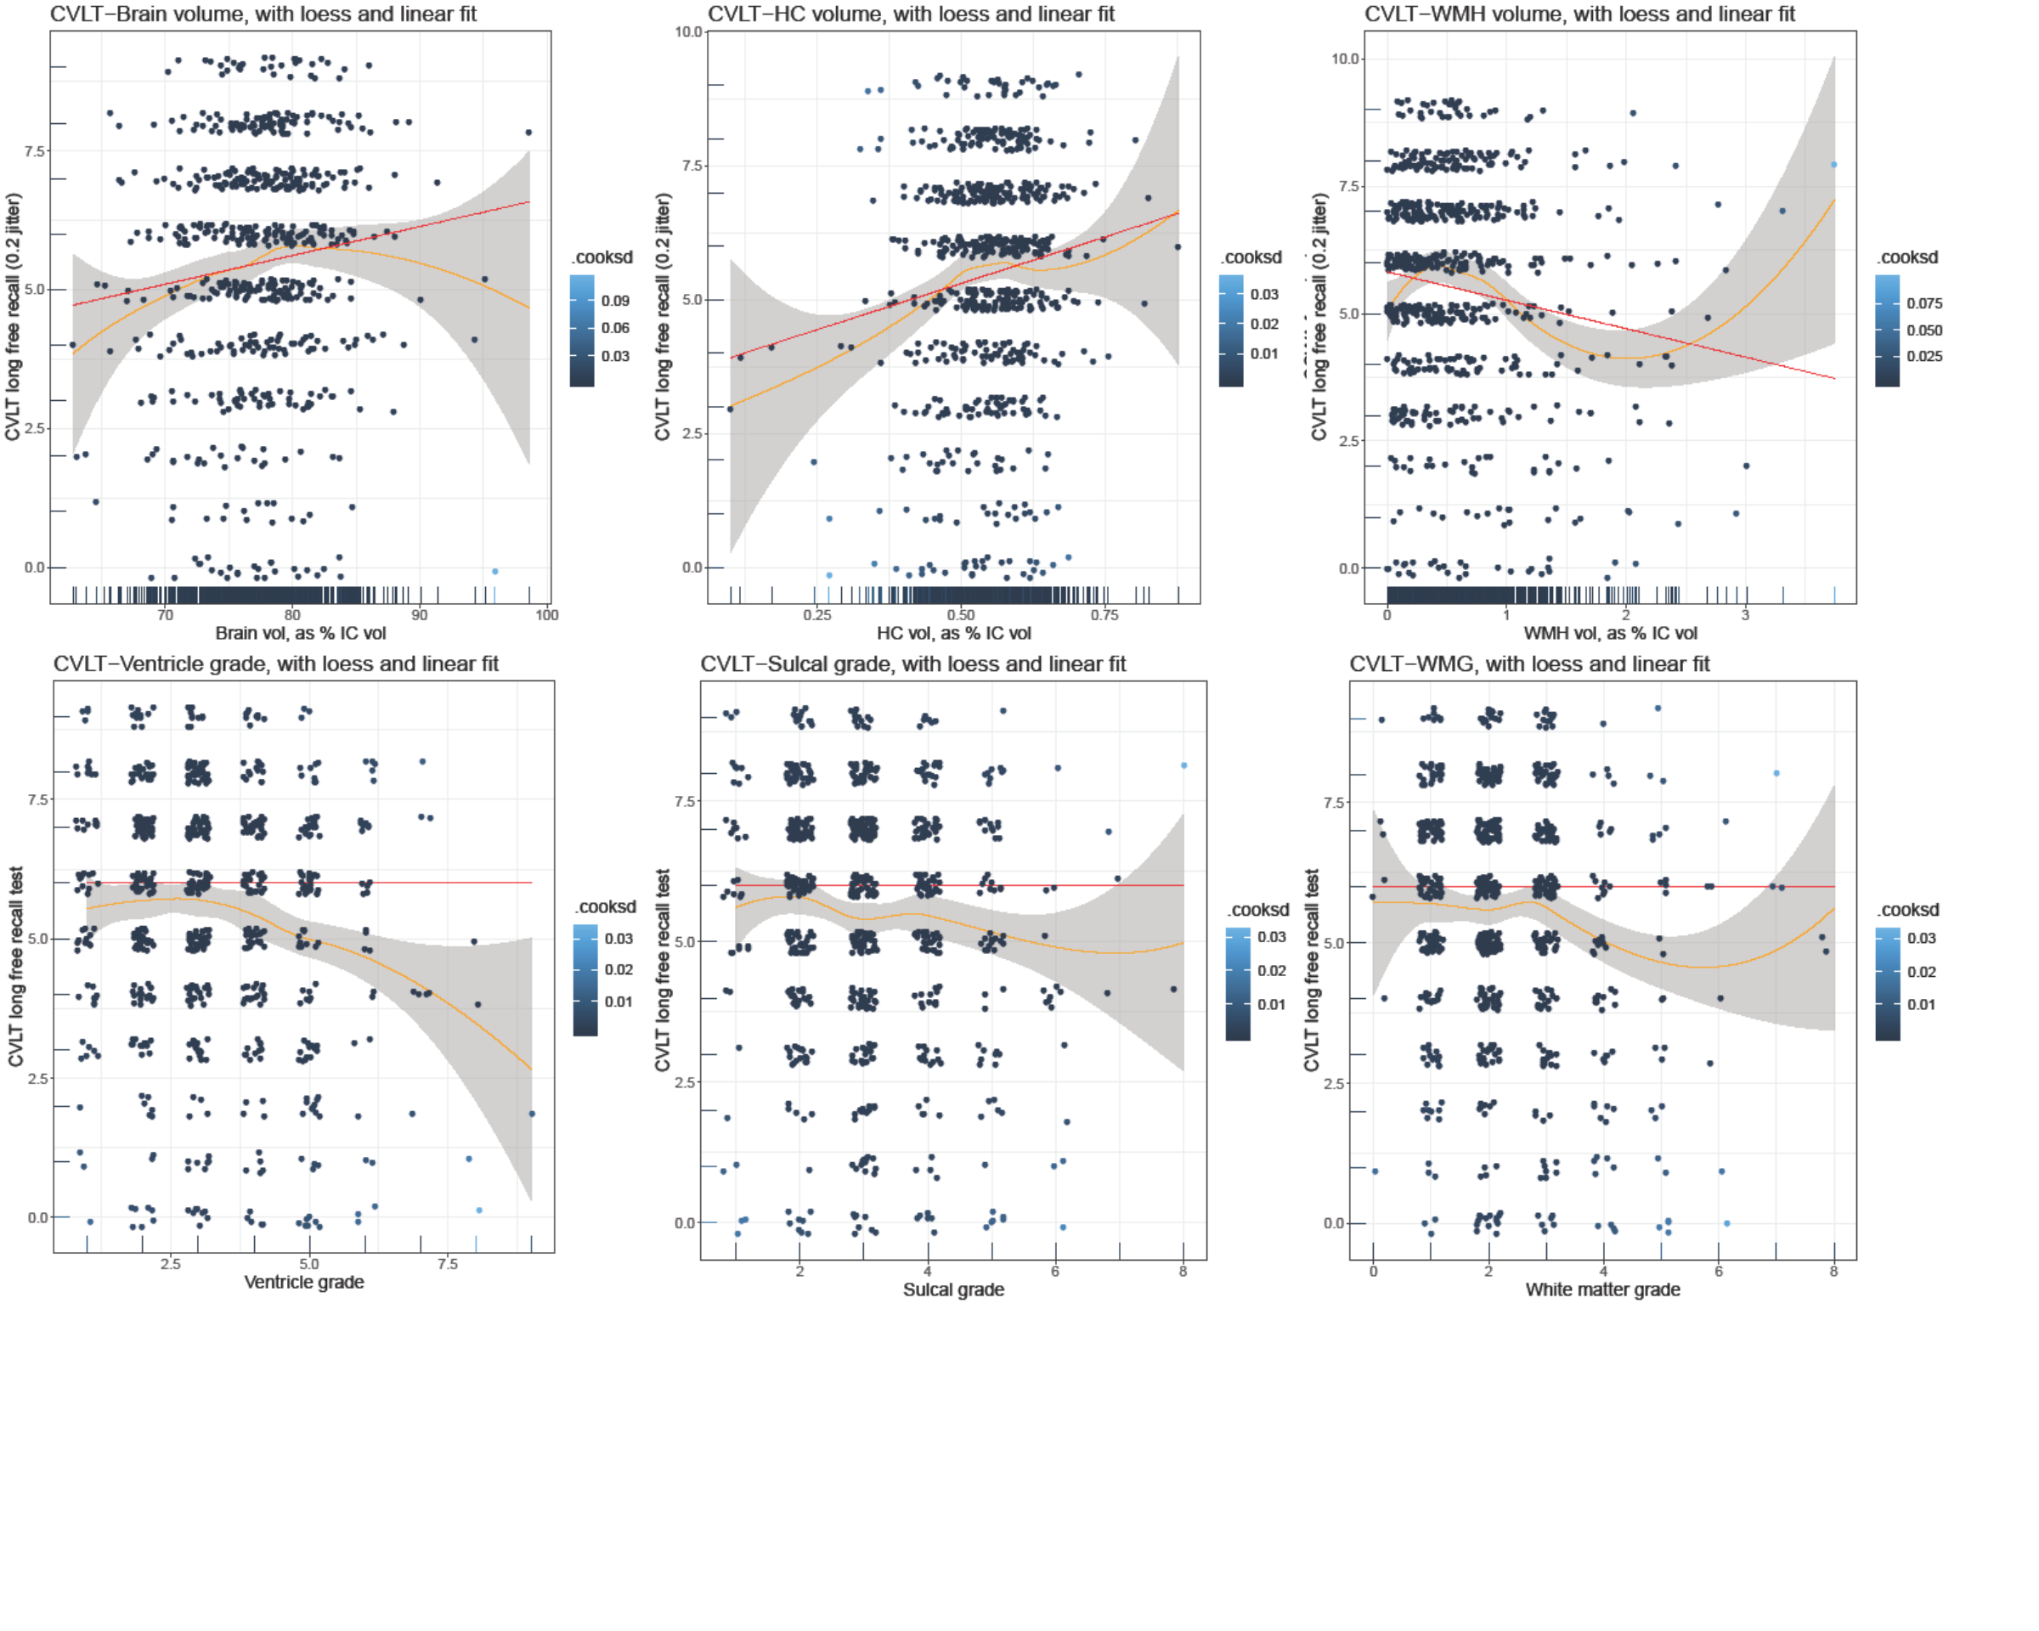 CVLT−Brain volume, with loess and linear fit
CVLT long free recall (0.2 jitter)
7.5
5.0
2.5
0.0
70
80
90
100
Brain vol, as % IC vol
.cooksd
0.09
0.06
0.03
CVLT−HC volume, with loess and linear fit
CVLT long free recall (0.2 jitter)
10.0
7.5
5.0
2.5
0.0
0.25
0.50
0.75
HC vol, as % IC vol
.cooksd
0.03
0.02
0.01
CVLT−WMH volume, with loess and linear fit
CVLT long free recall (0.2 jitter)
10.0
7.5
5.0
2.5
0.0
0
1
2
3
WMH vol, as % IC vol
.cooksd
0.075
0.050
0.025
CVLT−Ventricle grade, with loess and linear fit
CVLT long free recall test
7.5
5.0
2.5
0.0
2.5
5.0
7.5
Ventricle grade
.cooksd
0.03
0.02
0.01
CVLT−Sulcal grade, with loess and linear fit
CVLT long free recall test
7.5
5.0
2.5
0.0
2
4
6
8
Sulcal grade
.cooksd
0.03
0.02
0.01
CVLT−WMG, with loess and linear fit
CVLT long free recall test
7.5
5.0
2.5
0.0
0
2
4
6
8
White matter grade
.cooksd
0.03
0.02
0.01